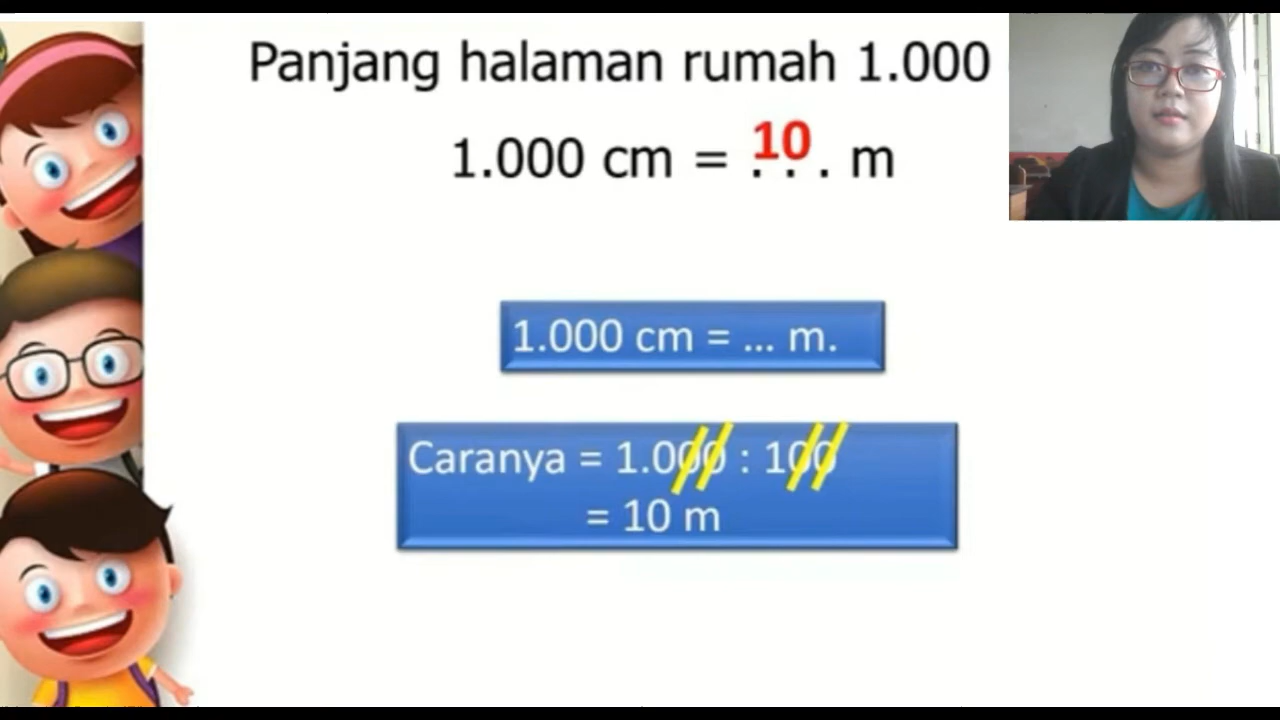 Panjang halaman rumah 1.000
1.000 cm = 10 . . . m
1.000 cm = ... m.
Caranya = 1.000 : 100
= 10 m